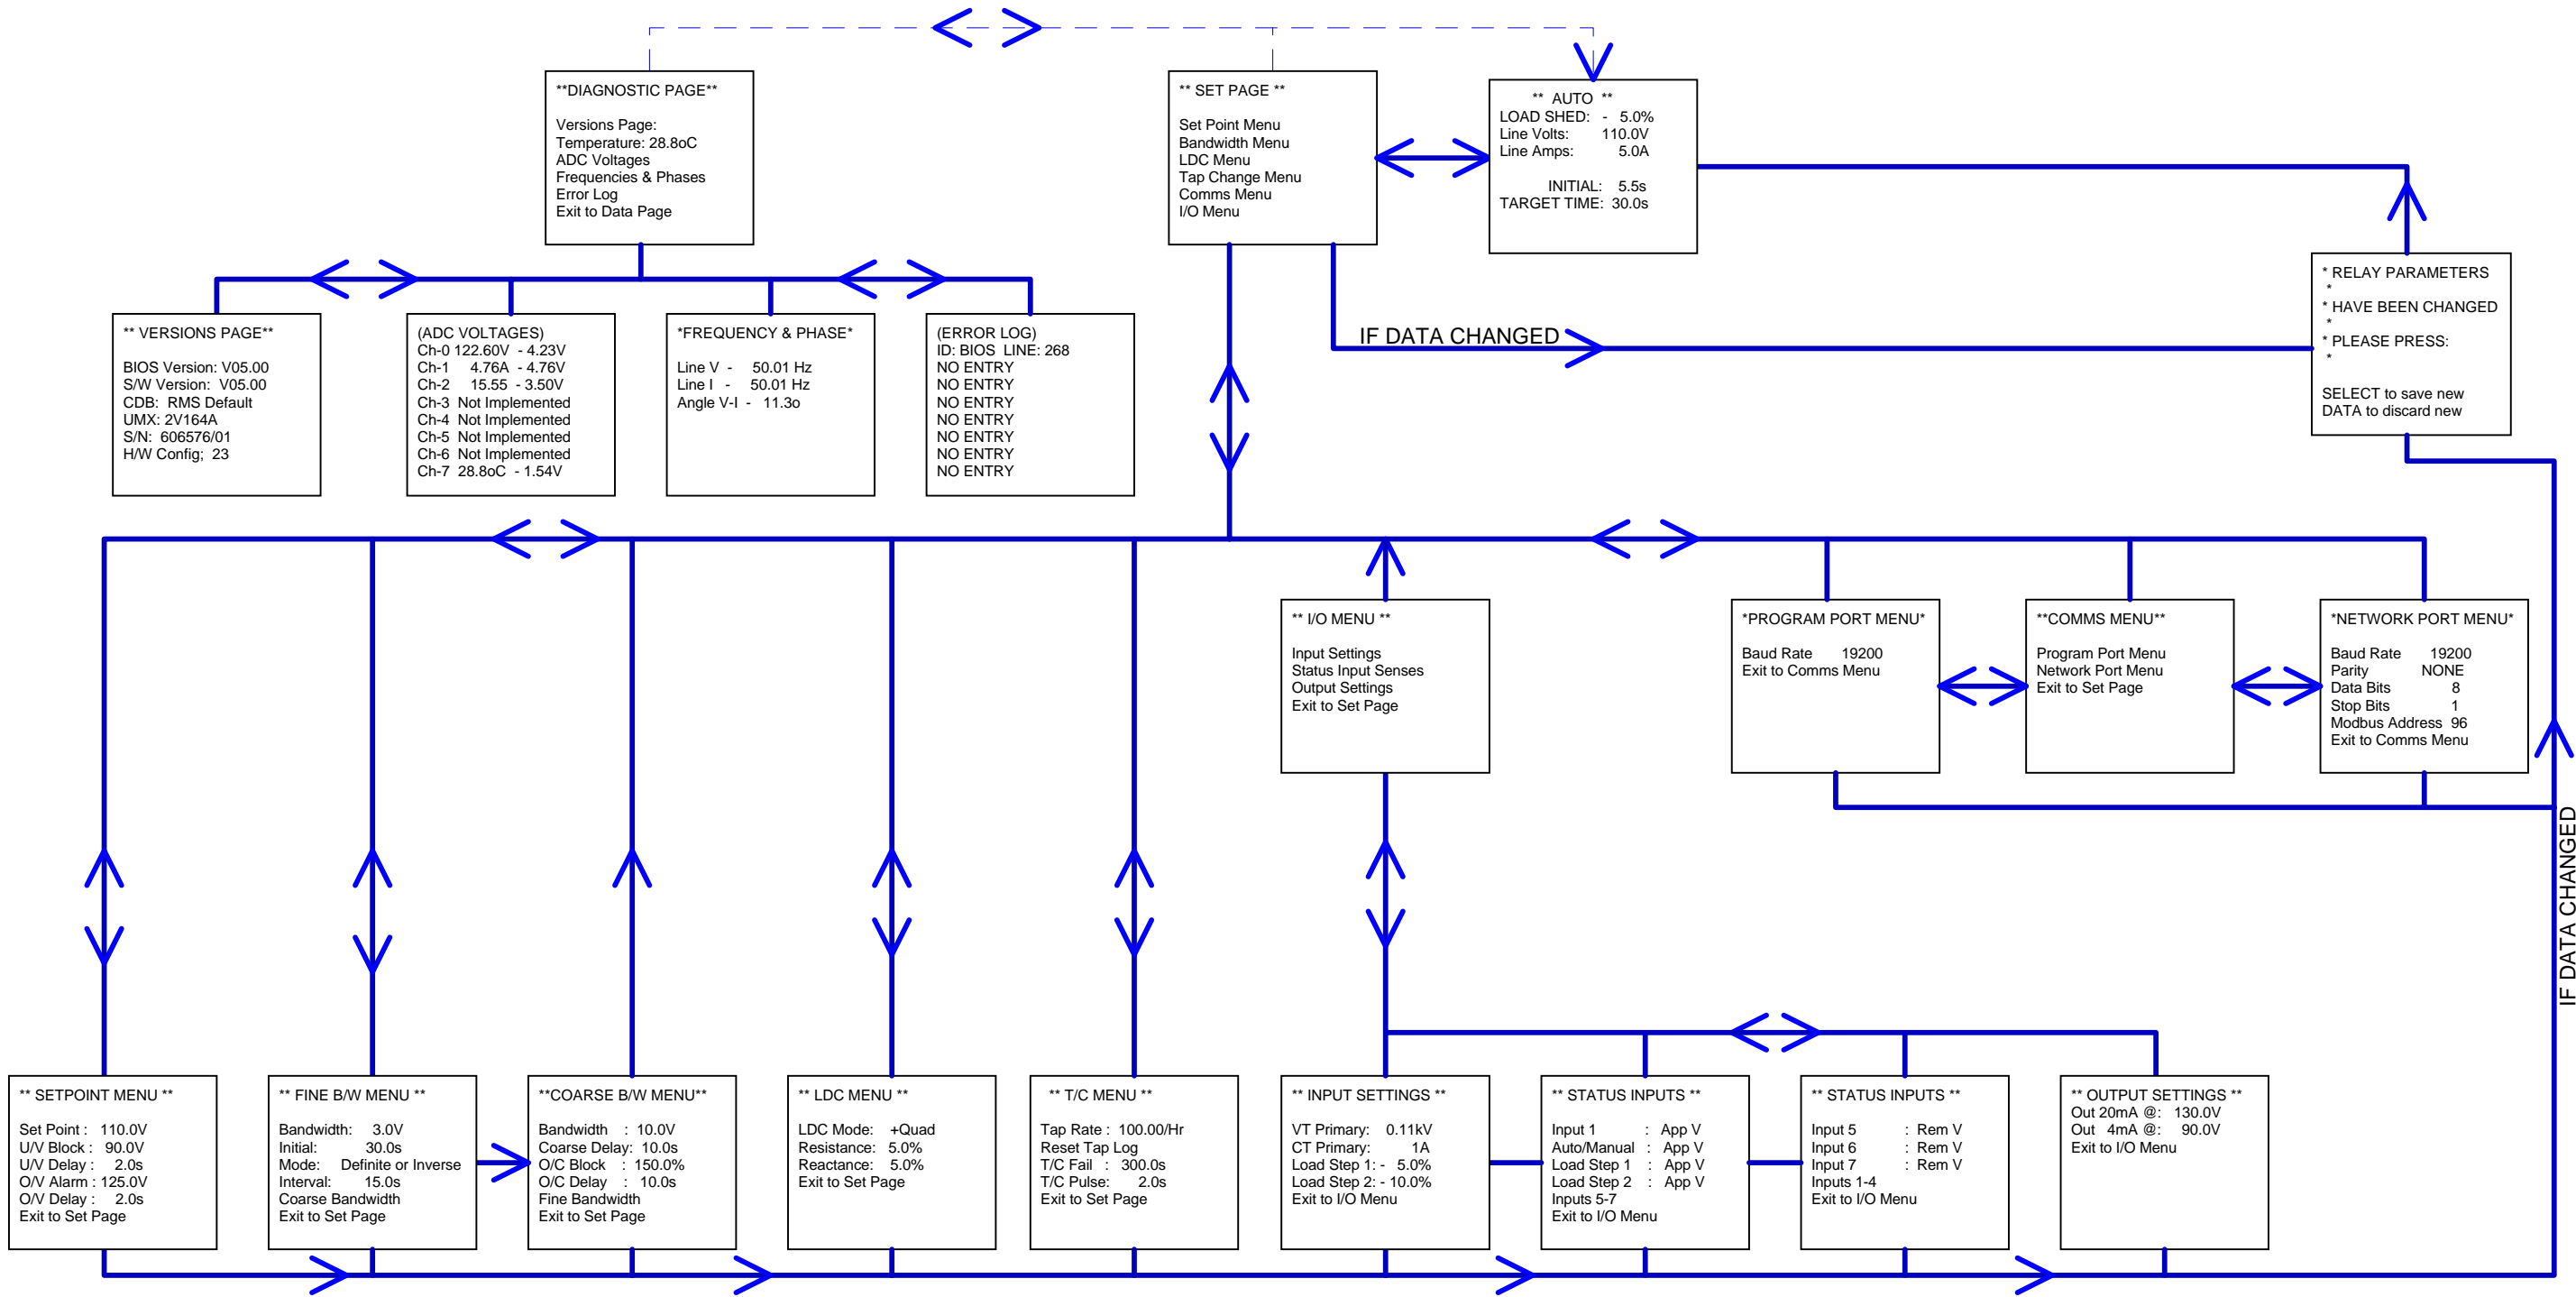 **DIAGNOSTIC PAGE**
Versions Page:
Temperature: 28.8oC
ADC Voltages
Frequencies & Phases
Error Log
Exit to Data Page
** SET PAGE **
Set Point Menu
Bandwidth Menu
LDC Menu
Tap Change Menu
Comms Menu
I/O Menu
** AUTO **
LOAD SHED: - 5.0%
Line Volts: 110.0V
Line Amps: 5.0A
INITIAL: 5.5s
TARGET TIME: 30.0s
* RELAY PARAMETERS
*
* HAVE BEEN CHANGED
*
* PLEASE PRESS:
*
SELECT to save new
DATA to discard new
IF DATA CHANGED
** VERSIONS PAGE**
BIOS Version: V05.00
S/W Version: V05.00
CDB: RMS Default
UMX: 2V164A
S/N: 606576/01
H/W Config; 23
(ADC VOLTAGES)
Ch-0 122.60V - 4.23V
Ch-1 4.76A - 4.76V
Ch-2 15.55 - 3.50V
Ch-3 Not Implemented
Ch-4 Not Implemented
Ch-5 Not Implemented
Ch-6 Not Implemented
Ch-7 28.8oC - 1.54V
*FREQUENCY & PHASE*
Line V - 50.01 Hz
Line I - 50.01 Hz
Angle V-I - 11.3o
(ERROR LOG)
ID: BIOS LINE: 268
NO ENTRY
NO ENTRY
NO ENTRY
NO ENTRY
NO ENTRY
NO ENTRY
NO ENTRY
** I/O MENU **
Input Settings
Status Input Senses
Output Settings
Exit to Set Page
*PROGRAM PORT MENU*
Baud Rate 19200
Exit to Comms Menu
**COMMS MENU**
Program Port Menu
Network Port Menu
Exit to Set Page
*NETWORK PORT MENU*
Baud Rate 19200
Parity NONE
Data Bits 8
Stop Bits 1
Modbus Address 96
Exit to Comms Menu
IF DATA CHANGED
** SETPOINT MENU **
Set Point : 110.0V
U/V Block : 90.0V
U/V Delay : 2.0s
O/V Alarm : 125.0V
O/V Delay : 2.0s
Exit to Set Page
** FINE B/W MENU **
Bandwidth: 3.0V
Initial: 30.0s
Mode: Definite or Inverse
Interval: 15.0s
Coarse Bandwidth
Exit to Set Page
**COARSE B/W MENU**
Bandwidth : 10.0V
Coarse Delay: 10.0s
O/C Block : 150.0%
O/C Delay : 10.0s
Fine Bandwidth
Exit to Set Page
** LDC MENU **
LDC Mode: +Quad
Resistance: 5.0%
Reactance: 5.0%
Exit to Set Page
** T/C MENU **
Tap Rate : 100.00/Hr
Reset Tap Log
T/C Fail : 300.0s
T/C Pulse: 2.0s
Exit to Set Page
** INPUT SETTINGS **
VT Primary: 0.11kV
CT Primary: 1A
Load Step 1: - 5.0%
Load Step 2: - 10.0%
Exit to I/O Menu
** STATUS INPUTS **
Input 1 : App V
Auto/Manual : App V
Load Step 1 : App V
Load Step 2 : App V
Inputs 5-7
Exit to I/O Menu
** STATUS INPUTS **
Input 5 : Rem V
Input 6 : Rem V
Input 7 : Rem V
Inputs 1-4
Exit to I/O Menu
** OUTPUT SETTINGS **
Out 20mA @: 130.0V
Out 4mA @: 90.0V
Exit to I/O Menu